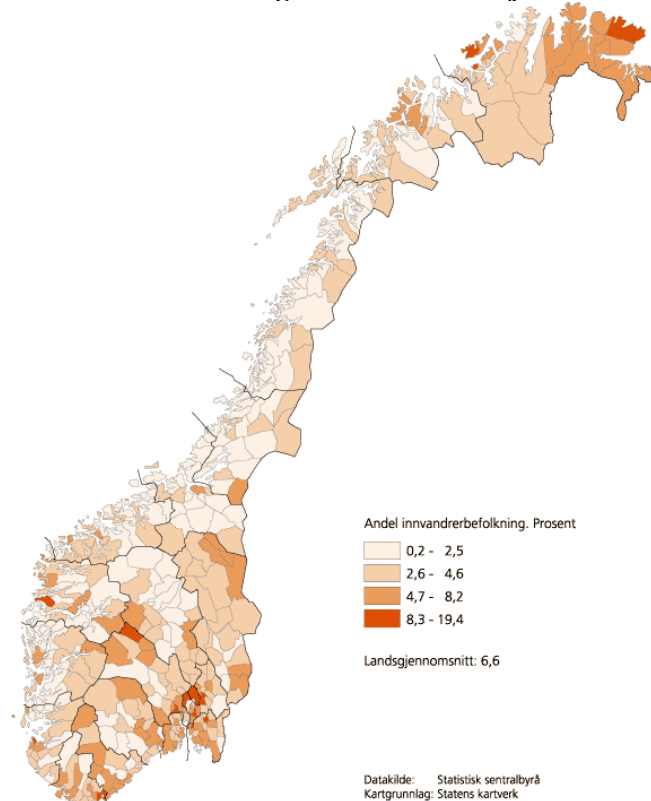 Andel innvandrerbefolkning. Prosent
0,2 - 2,5
2,6 - 4,6
4,7 - 8,2
8,3 - 19,4
Landsgjennomsnitt: 6,6
Datakilde: Statistisk sentralbyrå
Kartgrunnlag: Statens kartverk